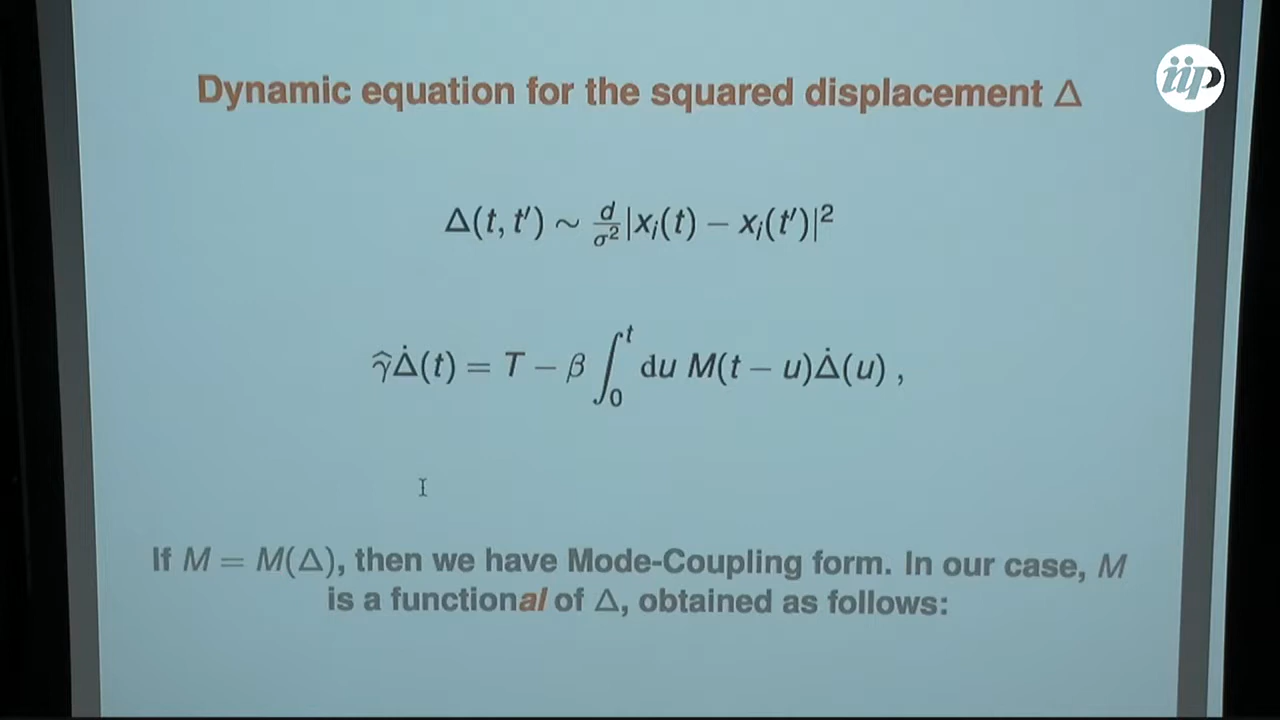 iip
Dynamic equation for the squared displacement Δ
Δ(t, t′) ∼ d/σ² |xᵢ(t) − xᵢ(t′)|²
γ̂Δ̇(t) = T − β ∫₀ᵗ du M(t − u)Δ̇(u) ,
If M = M(Δ), then we have Mode-Coupling form. In our case, M
is a functional of Δ, obtained as follows: